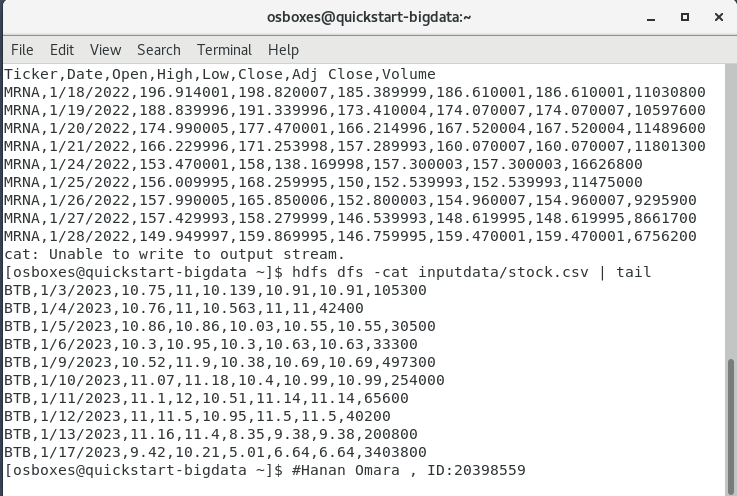 osboxes@quickstart-bigdata:~
File Edit View Search Terminal Help
Ticker,Date,Open,High,Low,Close,Adj Close,Volume
MRNA,1/18/2022,196.914001,198.820007,185.389999,186.610001,186.610001,11030800
MRNA,1/19/2022,188.839996,191.339996,173.410004,174.070007,174.070007,10597600
MRNA,1/20/2022,174.990005,177.470001,166.214996,167.520004,167.520004,11489600
MRNA,1/21/2022,166.229996,171.253998,157.289993,160.070007,160.070007,11801300
MRNA,1/24/2022,153.470001,158,138.169998,157.300003,157.300003,16626800
MRNA,1/25/2022,156.009995,168.259995,150,152.539993,152.539993,11475000
MRNA,1/26/2022,157.990005,165.850006,152.800003,154.960007,154.960007,9295900
MRNA,1/27/2022,157.429993,158.279999,146.539993,148.619995,148.619995,8661700
MRNA,1/28/2022,149.949997,159.869995,146.759995,159.470001,159.470001,6756200
cat: Unable to write to output stream.
[osboxes@quickstart-bigdata ~]$ hdfs dfs -cat inputdata/stock.csv | tail
BTB,1/3/2023,10.75,11,10.139,10.91,10.91,105300
BTB,1/4/2023,10.76,11,10.563,11,11,42400
BTB,1/5/2023,10.86,10.86,10.03,10.55,10.55,30500
BTB,1/6/2023,10.3,10.95,10.3,10.63,10.63,33300
BTB,1/9/2023,10.52,11.9,10.38,10.69,10.69,497300
BTB,1/10/2023,11.07,11.18,10.4,10.99,10.99,254000
BTB,1/11/2023,11.1,12,10.51,11.14,11.14,65600
BTB,1/12/2023,11,11.5,10.95,11.5,11.5,40200
BTB,1/13/2023,11.16,11.4,8.35,9.38,9.38,200800
BTB,1/17/2023,9.42,10.21,5.01,6.64,6.64,3403800
[osboxes@quickstart-bigdata ~]$ #Hanan Omara , ID:20398559